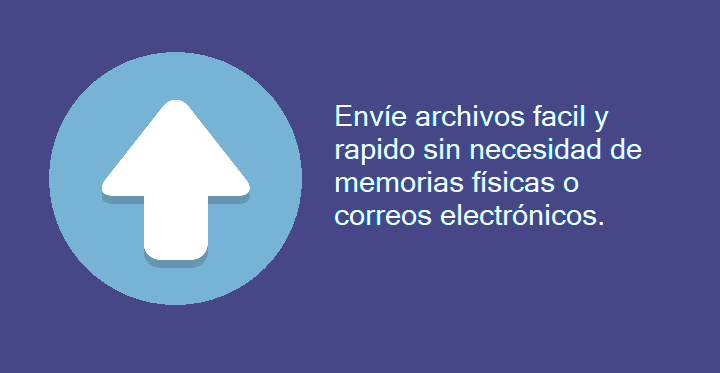 Envíe archivos facil y
rapido sin necesidad de
memorias físicas o
correos electrónicos.